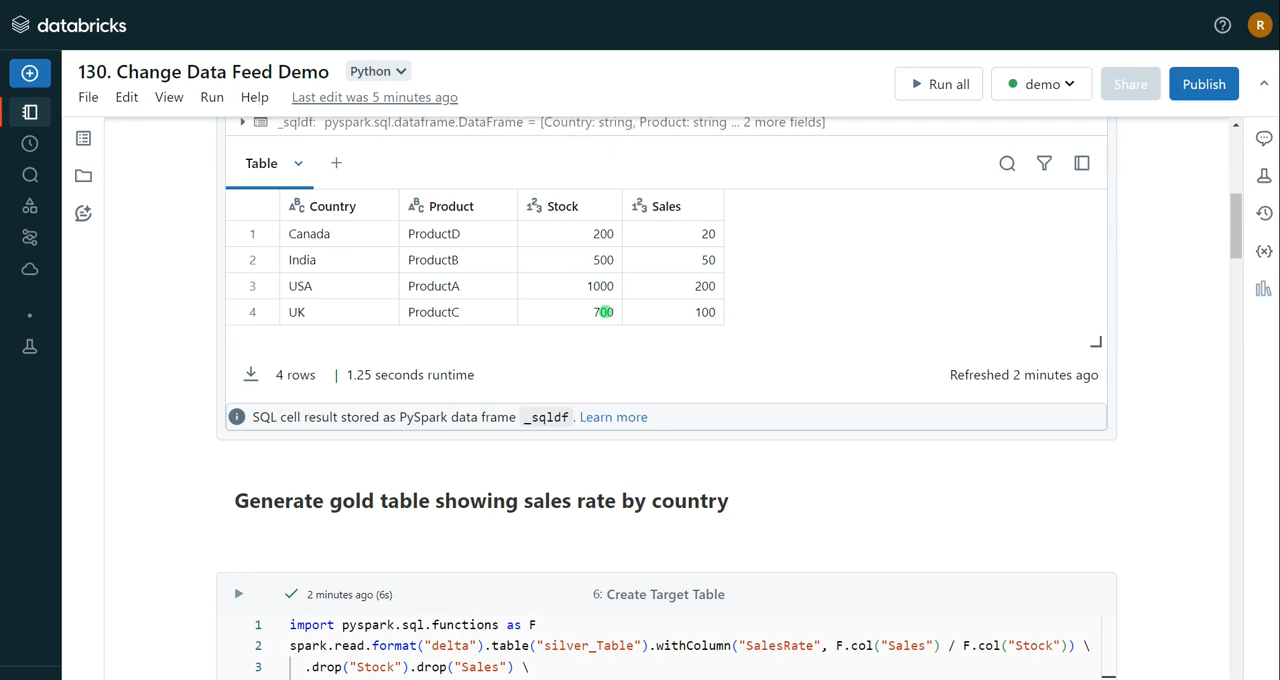 databricks
R
130. Change Data Feed Demo Python
File Edit View Run Help Last edit was 5 minutes ago
Run all demo Share Publish
_sqldf: pyspark.sql.dataframe.DataFrame = [Country: string, Product: string ... 2 more fields]
Table +
Country Product Stock Sales
1 Canada ProductD 200 20
2 India ProductB 500 50
3 USA ProductA 1000 200
4 UK ProductC 700 100
4 rows | 1.25 seconds runtime Refreshed 2 minutes ago
SQL cell result stored as PySpark data frame _sqldf. Learn more
Generate gold table showing sales rate by country
2 minutes ago (6s) 6: Create Target Table
1 import pyspark.sql.functions as F
2 spark.read.format("delta").table("silver_Table").withColumn("SalesRate", F.col("Sales") / F.col("Stock")) \
3 .drop("Stock").drop("Sales") \